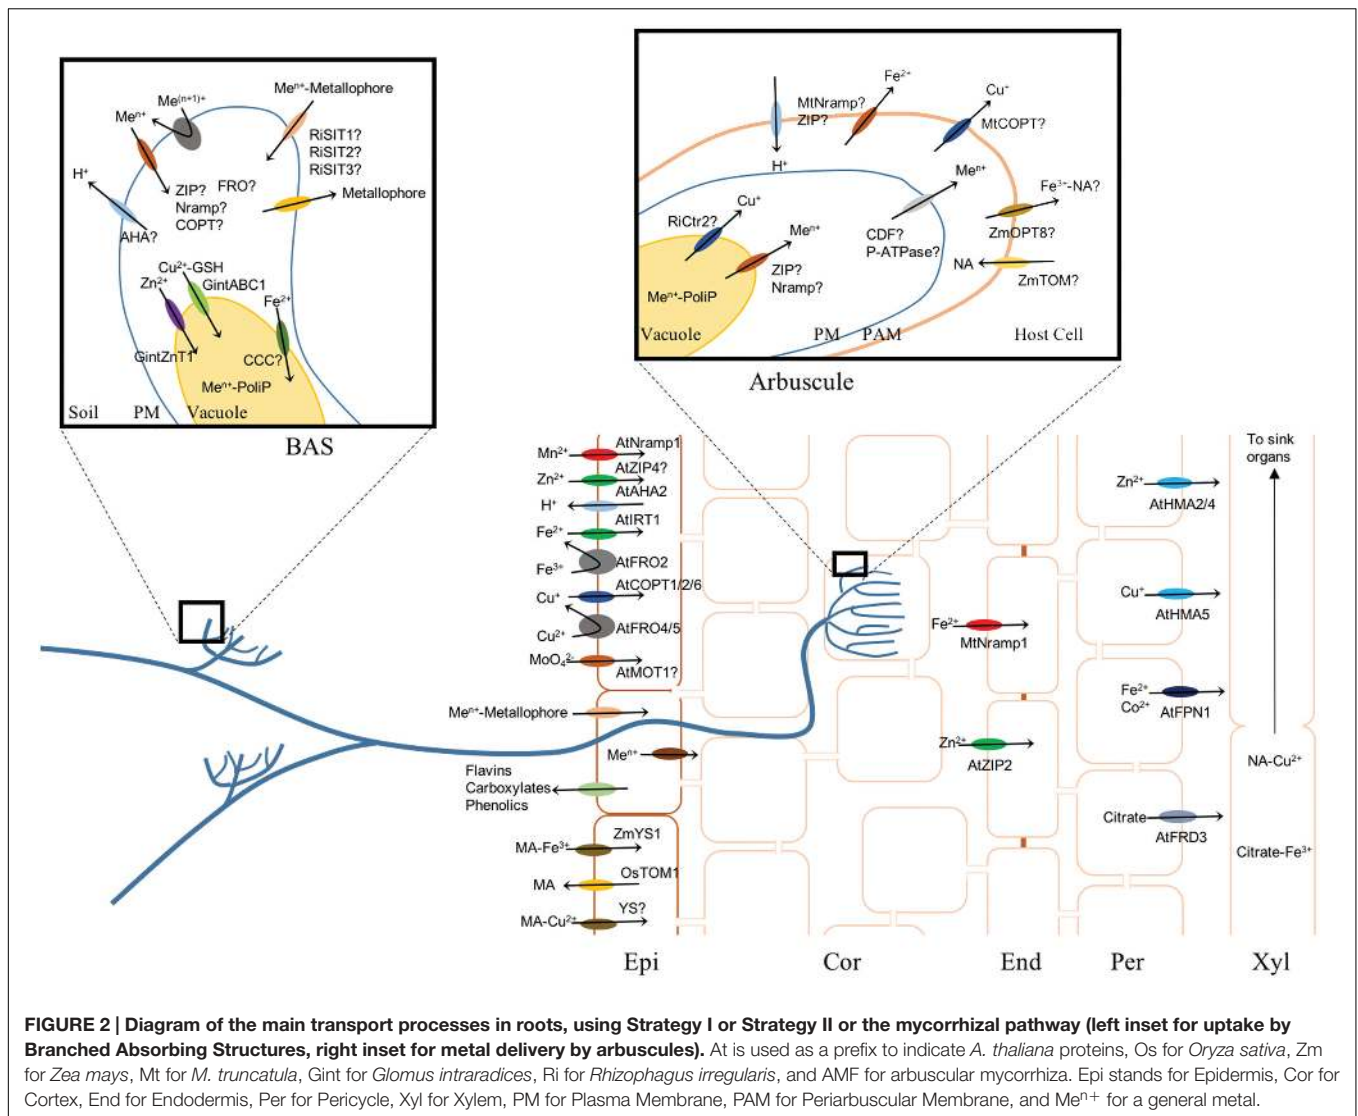 Me(n+1)+
Men+
Men+-Metallophore
RiSIT1?
RiSIT2?
RiSIT3?
H+
ZIP?
Nramp?
COPT?
FRO?
Metallophore
AHA?
Cu2+-GSH
Zn2+
GintABC1
Fe2+
GintZnT1
CCC?
Men+-PoliP
Soil
PM
Vacuole
BAS
Fe2+
MtNramp?
ZIP?
Cu+
MtCOPT?
H+
Men+
Fe3+-NA?
RiCtr2?
Cu+
Men+
CDF?
P-ATPase?
ZmOPT8?
NA
ZmTOM?
ZIP?
Nramp?
Men+-PoliP
Vacuole
PM
PAM
Host Cell
Arbuscule
AtNramp1
Mn2+
AtZIP4?
Zn2+
AtAHA2
H+
AtIRT1
Fe2+
AtFRO2
Fe3+
AtCOPT1/2/6
Cu+
AtFRO4/5
Cu2+
MoO42-
AtMOT1?
Men+-Metallophore
Men+
Flavins
Carboxylates
Phenolics
ZmYS1
MA-Fe3+
OsTOM1
MA
YS?
MA-Cu2+
Fe2+
MtNramp1
Zn2+
AtZIP2
Zn2+
AtHMA2/4
Cu+
AtHMA5
Fe2+
Co2+
AtFPN1
Citrate
AtFRD3
To sink
organs
NA-Cu2+
Citrate-Fe3+
Epi
Cor
End
Per
Xyl
FIGURE 2 | Diagram of the main transport processes in roots, using Strategy I or Strategy II or the mycorrhizal pathway (left inset for uptake by
Branched Absorbing Structures, right inset for metal delivery by arbuscules). At is used as a prefix to indicate A. thaliana proteins, Os for Oryza sativa, Zm
for Zea mays, Mt for M. truncatula, Gint for Glomus intraradices, Ri for Rhizophagus irregularis, and AMF for arbuscular mycorrhiza. Epi stands for Epidermis, Cor for
Cortex, End for Endodermis, Per for Pericycle, Xyl for Xylem, PM for Plasma Membrane, PAM for Periarbuscular Membrane, and Men+ for a general metal.